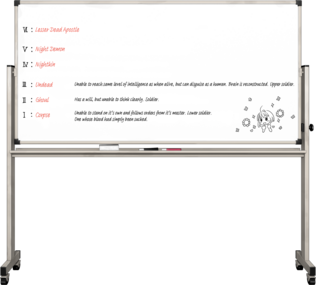 VI : Lesser Dead Apostle
V : Night Demon
IV : Nightkin
III : Undead Unable to reach same level of intelligence as when alive, but can disguise as a human. Brain is reconstructed. Upper soldier.
II : Ghoul Has a will, but unable to think clearly. Soldier.
I : Corpse Unable to stand on it's own and follows orders from it's master. Lower soldier.
One whose blood had simply been sucked.